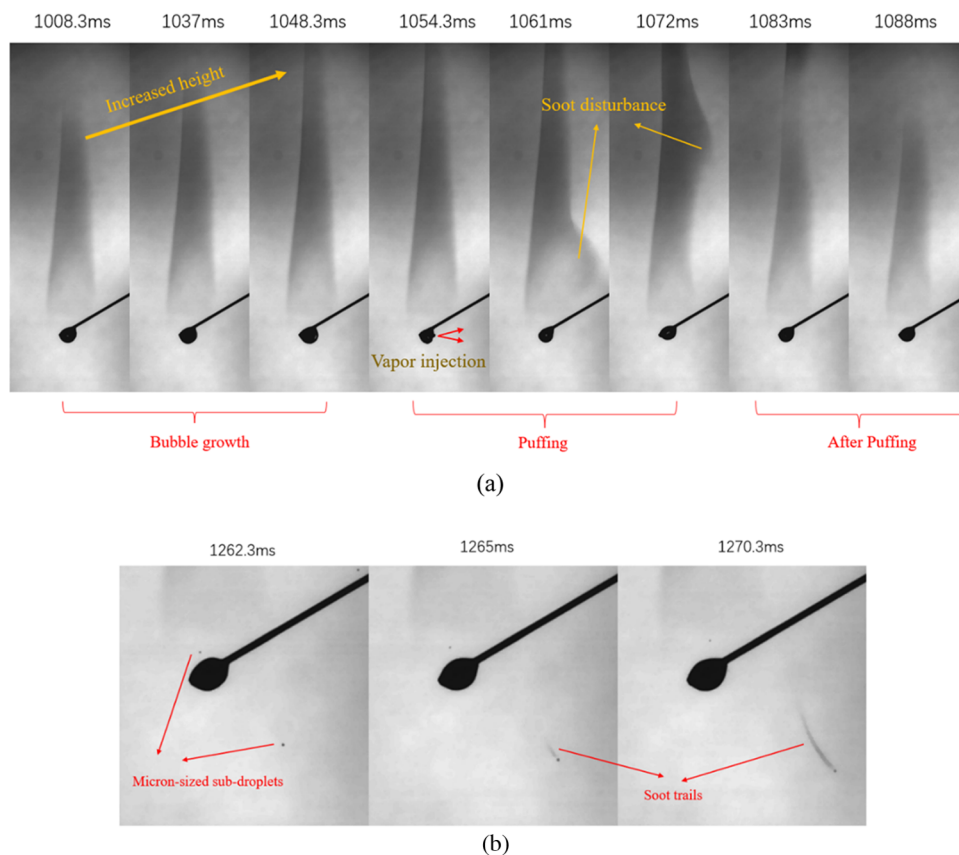 1008.3ms 1037ms 1048.3ms 1054.3ms 1061ms 1072ms 1083ms 1088ms
Increased height
Soot disturbance
Vapor injection
Bubble growth
Puffing
After Puffing
(a)
1262.3ms 1265ms 1270.3ms
Micron-sized sub-droplets
Soot trails
(b)